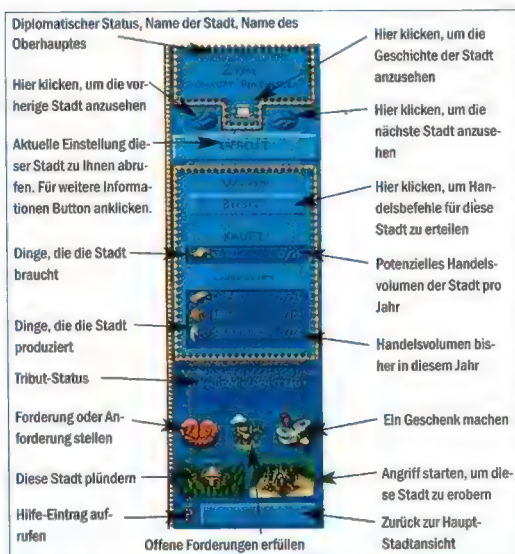 Diplomatischer Status, Name der Stadt, Name des
Oberhauptes
Hier klicken, um die vor-
herige Stadt anzusehen
Aktuelle Einstellung die-
ser Stadt zu Ihnen abru-
fen. Für weitere Informa-
tionen Button anklicken.
Dinge, die die Stadt
braucht
Dinge, die die Stadt
produziert
Tribut-Status
Forderung oder An-
forderung stellen
Diese Stadt plündern
Hilfe-Eintrag auf-
rufen
Offene Forderungen erfüllen
Hier klicken, um die
Geschichte der Stadt
anzusehen
Hier klicken, um die
nächste Stadt anzuse-
hen
Hier klicken, um Han-
delsbefehle für diese
Stadt zu erteilen
Potenzielles Handels-
volumen der Stadt pro
Jahr
Handelsvolumen bis-
her in diesem Jahr
Ein Geschenk machen
Angriff starten, um die-
se Stadt zu erobern
Zurück zur Haupt-
Stadtansicht
KAUFT